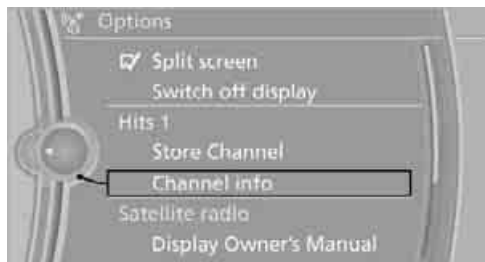 Options
Split screen
Switch off display
Hits 1
Store Channel
Channel info
Satellite radio
Display Owner's Manual